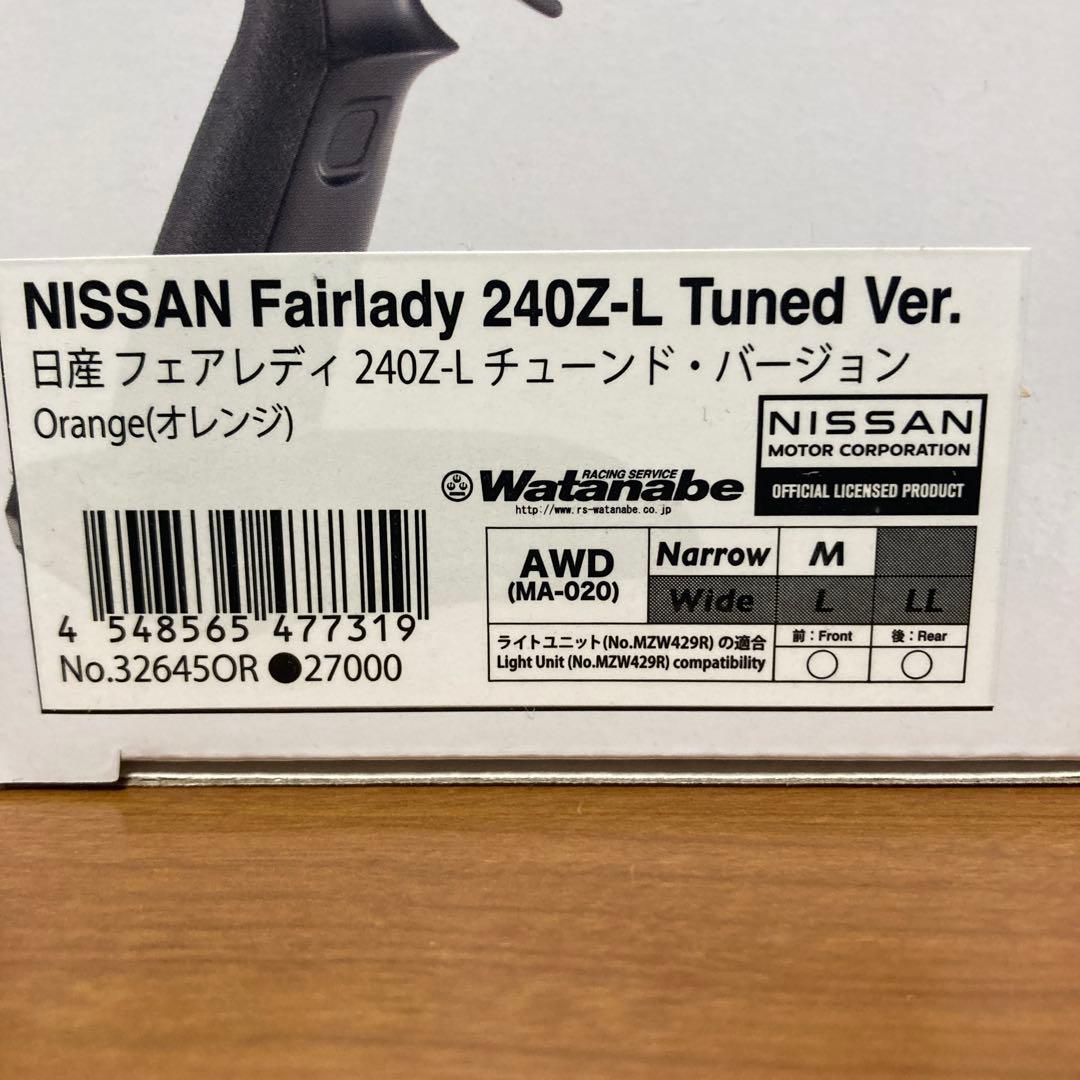 NISSAN Fairlady 240Z-L Tuned Ver.
日産 フェアレディ 240Z-L チューンド・バージョン
Orange(オレンジ)
NISSAN
MOTOR CORPORATION
OFFICIAL LICENSED PRODUCT
RACING SERVICE
Watanabe
http://www.rs-watanabe.co.jp
AWD
(MA-020)
Narrow M
Wide L LL
ライトユニット(No.MZW429R) の適合
Light Unit (No.MZW429R) compatibility
前：Front 後：Rear
4 548565 477319
No.32645OR ●27000